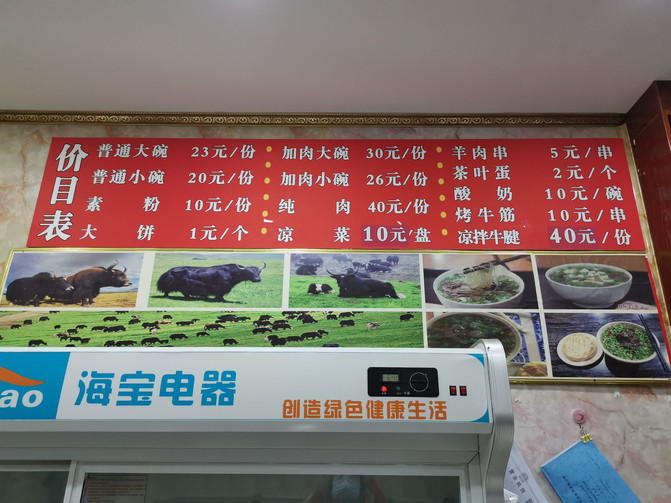 价目表
普通大碗 23元/份
普通小碗 20元/份
素粉 10元/份
大饼 1元/个
加肉大碗 30元/份
加肉小碗 26元/份
纯肉 40元/份
凉菜 10元/盘
羊肉串 5元/串
茶叶蛋 2元/个
酸奶 10元/碗
烤牛筋 10元/串
凉拌牛腱 40元/份
ao 海宝电器
创造绿色健康生活